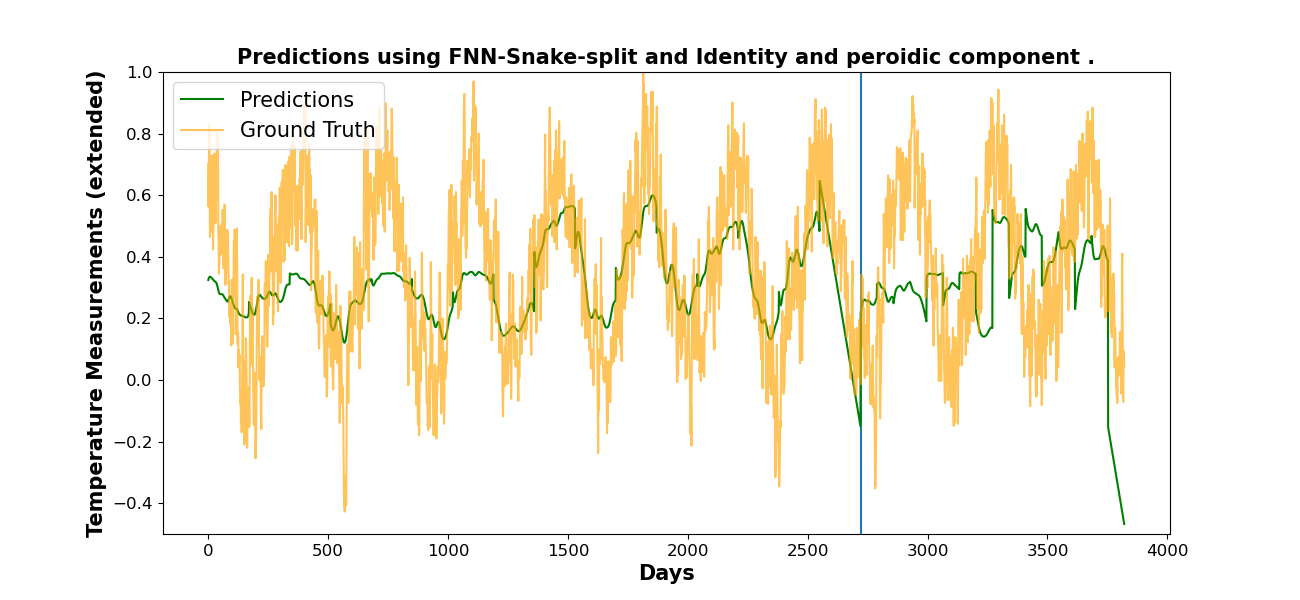 Predictions using FNN-Snake-split and Identity and peroidic component .
Temperature Measurements (extended)
1.0
0.8
0.6
0.4
0.2
0.0
−0.2
−0.4
Predictions
Ground Truth
0 500 1000 1500 2000 2500 3000 3500 4000
Days